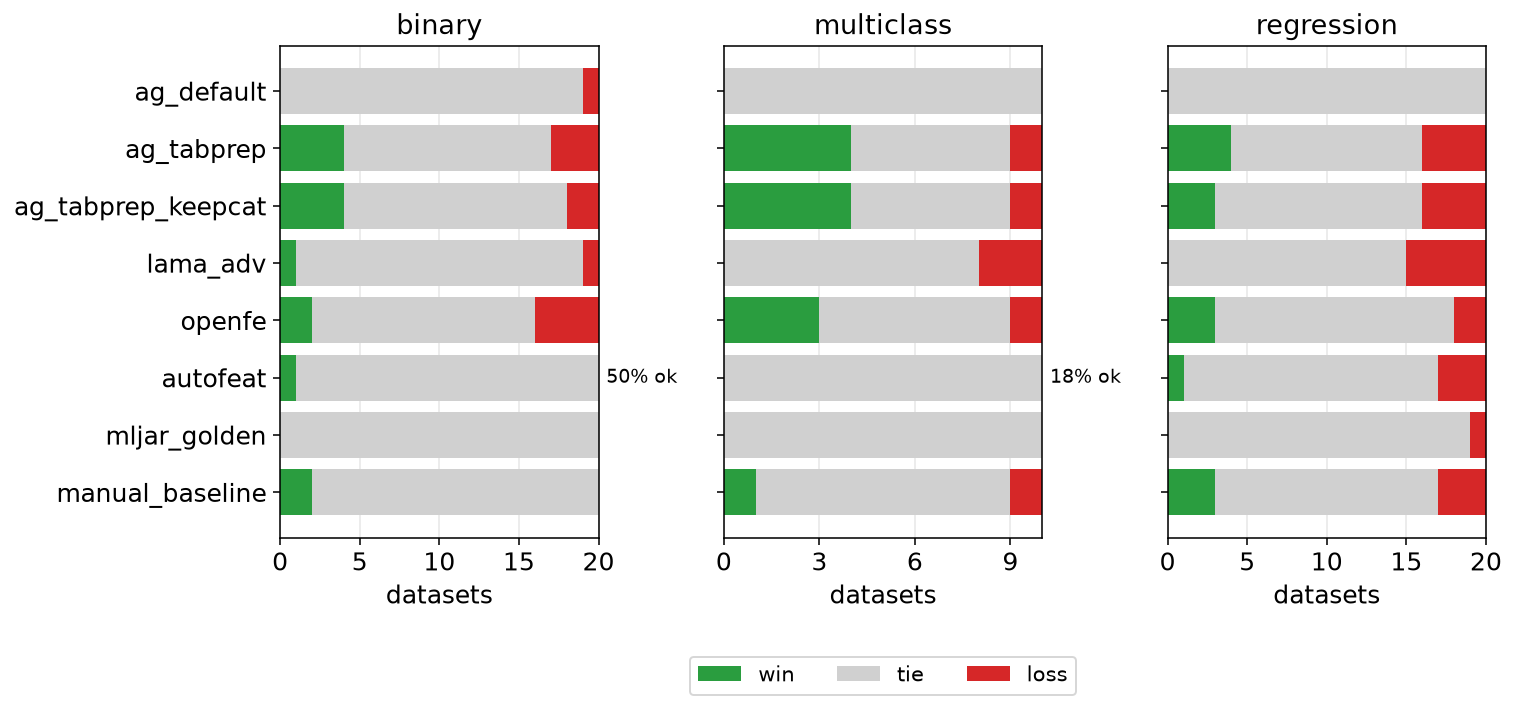 binary
multiclass
regression
ag_default
ag_tabprep
ag_tabprep_keepcat
lama_adv
openfe
autofeat
50% ok
18% ok
mljar_golden
manual_baseline
0 5 10 15 20
0 3 6 9
0 5 10 15 20
datasets
datasets
datasets
win tie loss